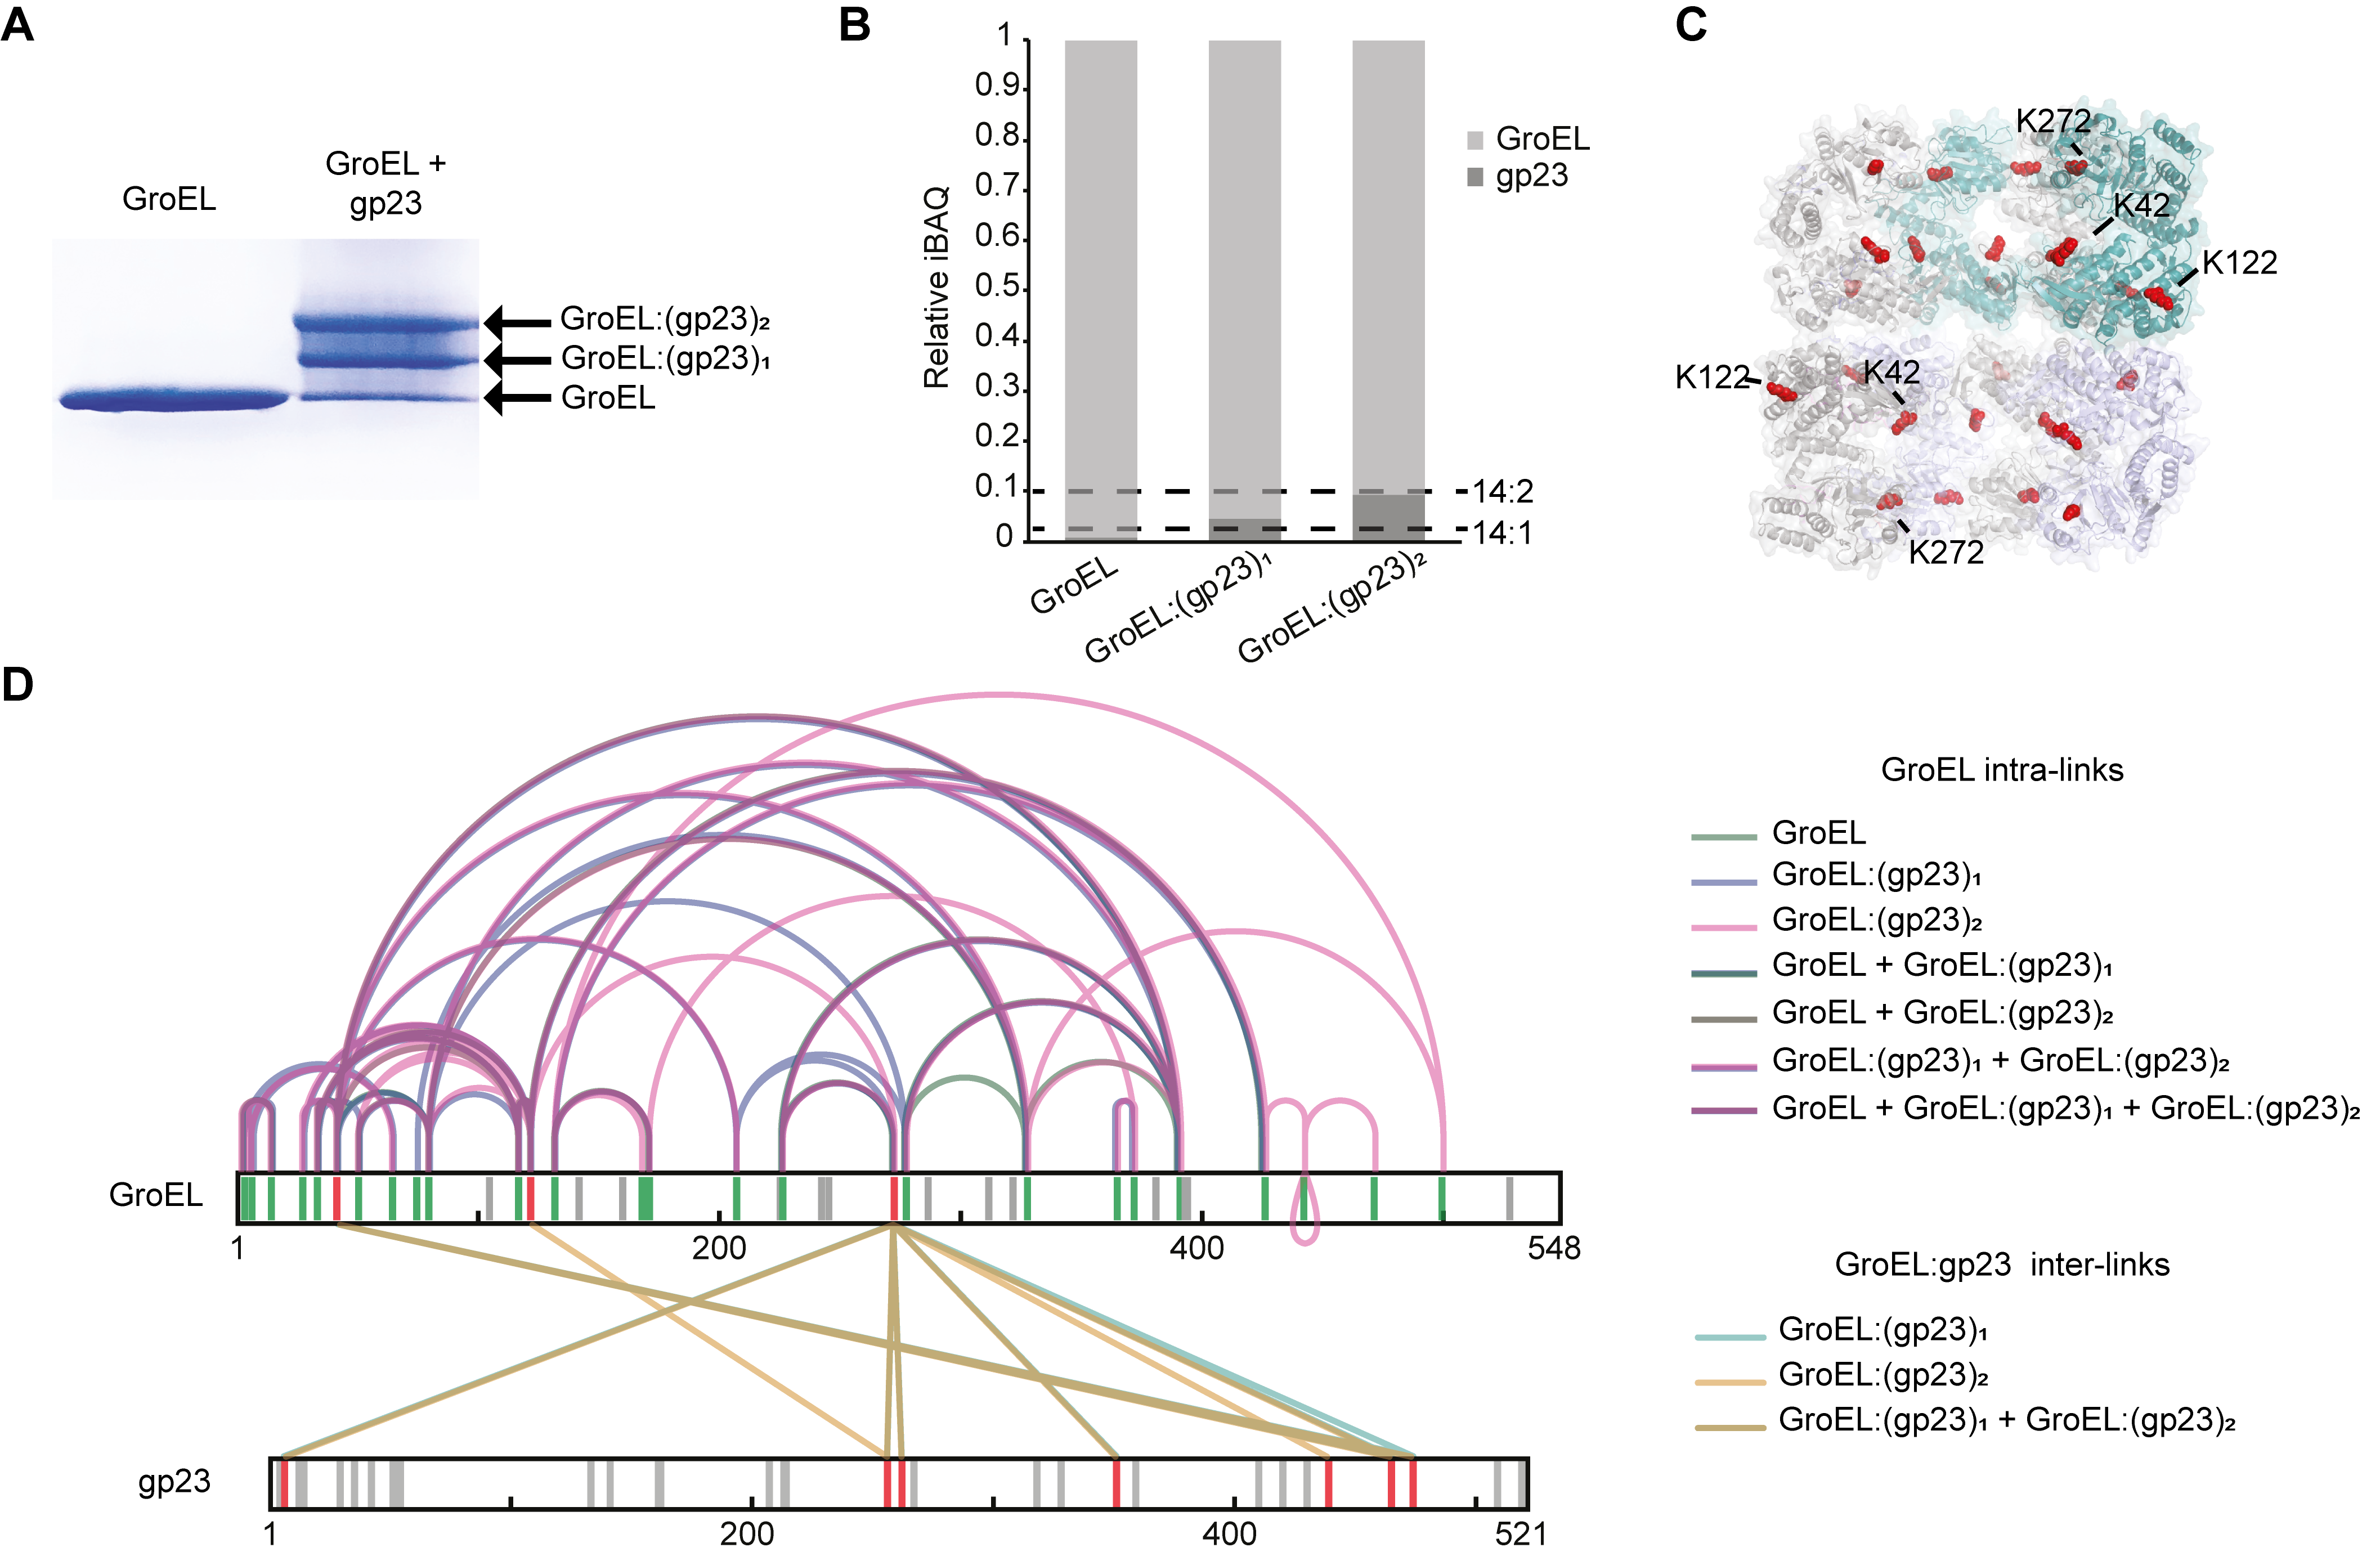 A
GroEL
GroEL +
gp23
GroEL:(gp23)₂
GroEL:(gp23)₁
GroEL
B
Relative iBAQ
1
0.9
0.8
0.7
0.6
0.5
0.4
0.3
0.2
0.1
0
GroEL
gp23
14:2
14:1
GroEL
GroEL:(gp23)₁
GroEL:(gp23)₂
C
K272
K42
K122
K122
K42
K272
D
GroEL
1
200
400
548
gp23
1
200
400
521
GroEL intra-links
GroEL
GroEL:(gp23)₁
GroEL:(gp23)₂
GroEL + GroEL:(gp23)₁
GroEL + GroEL:(gp23)₂
GroEL:(gp23)₁ + GroEL:(gp23)₂
GroEL + GroEL:(gp23)₁ + GroEL:(gp23)₂
GroEL:gp23 inter-links
GroEL:(gp23)₁
GroEL:(gp23)₂
GroEL:(gp23)₁ + GroEL:(gp23)₂